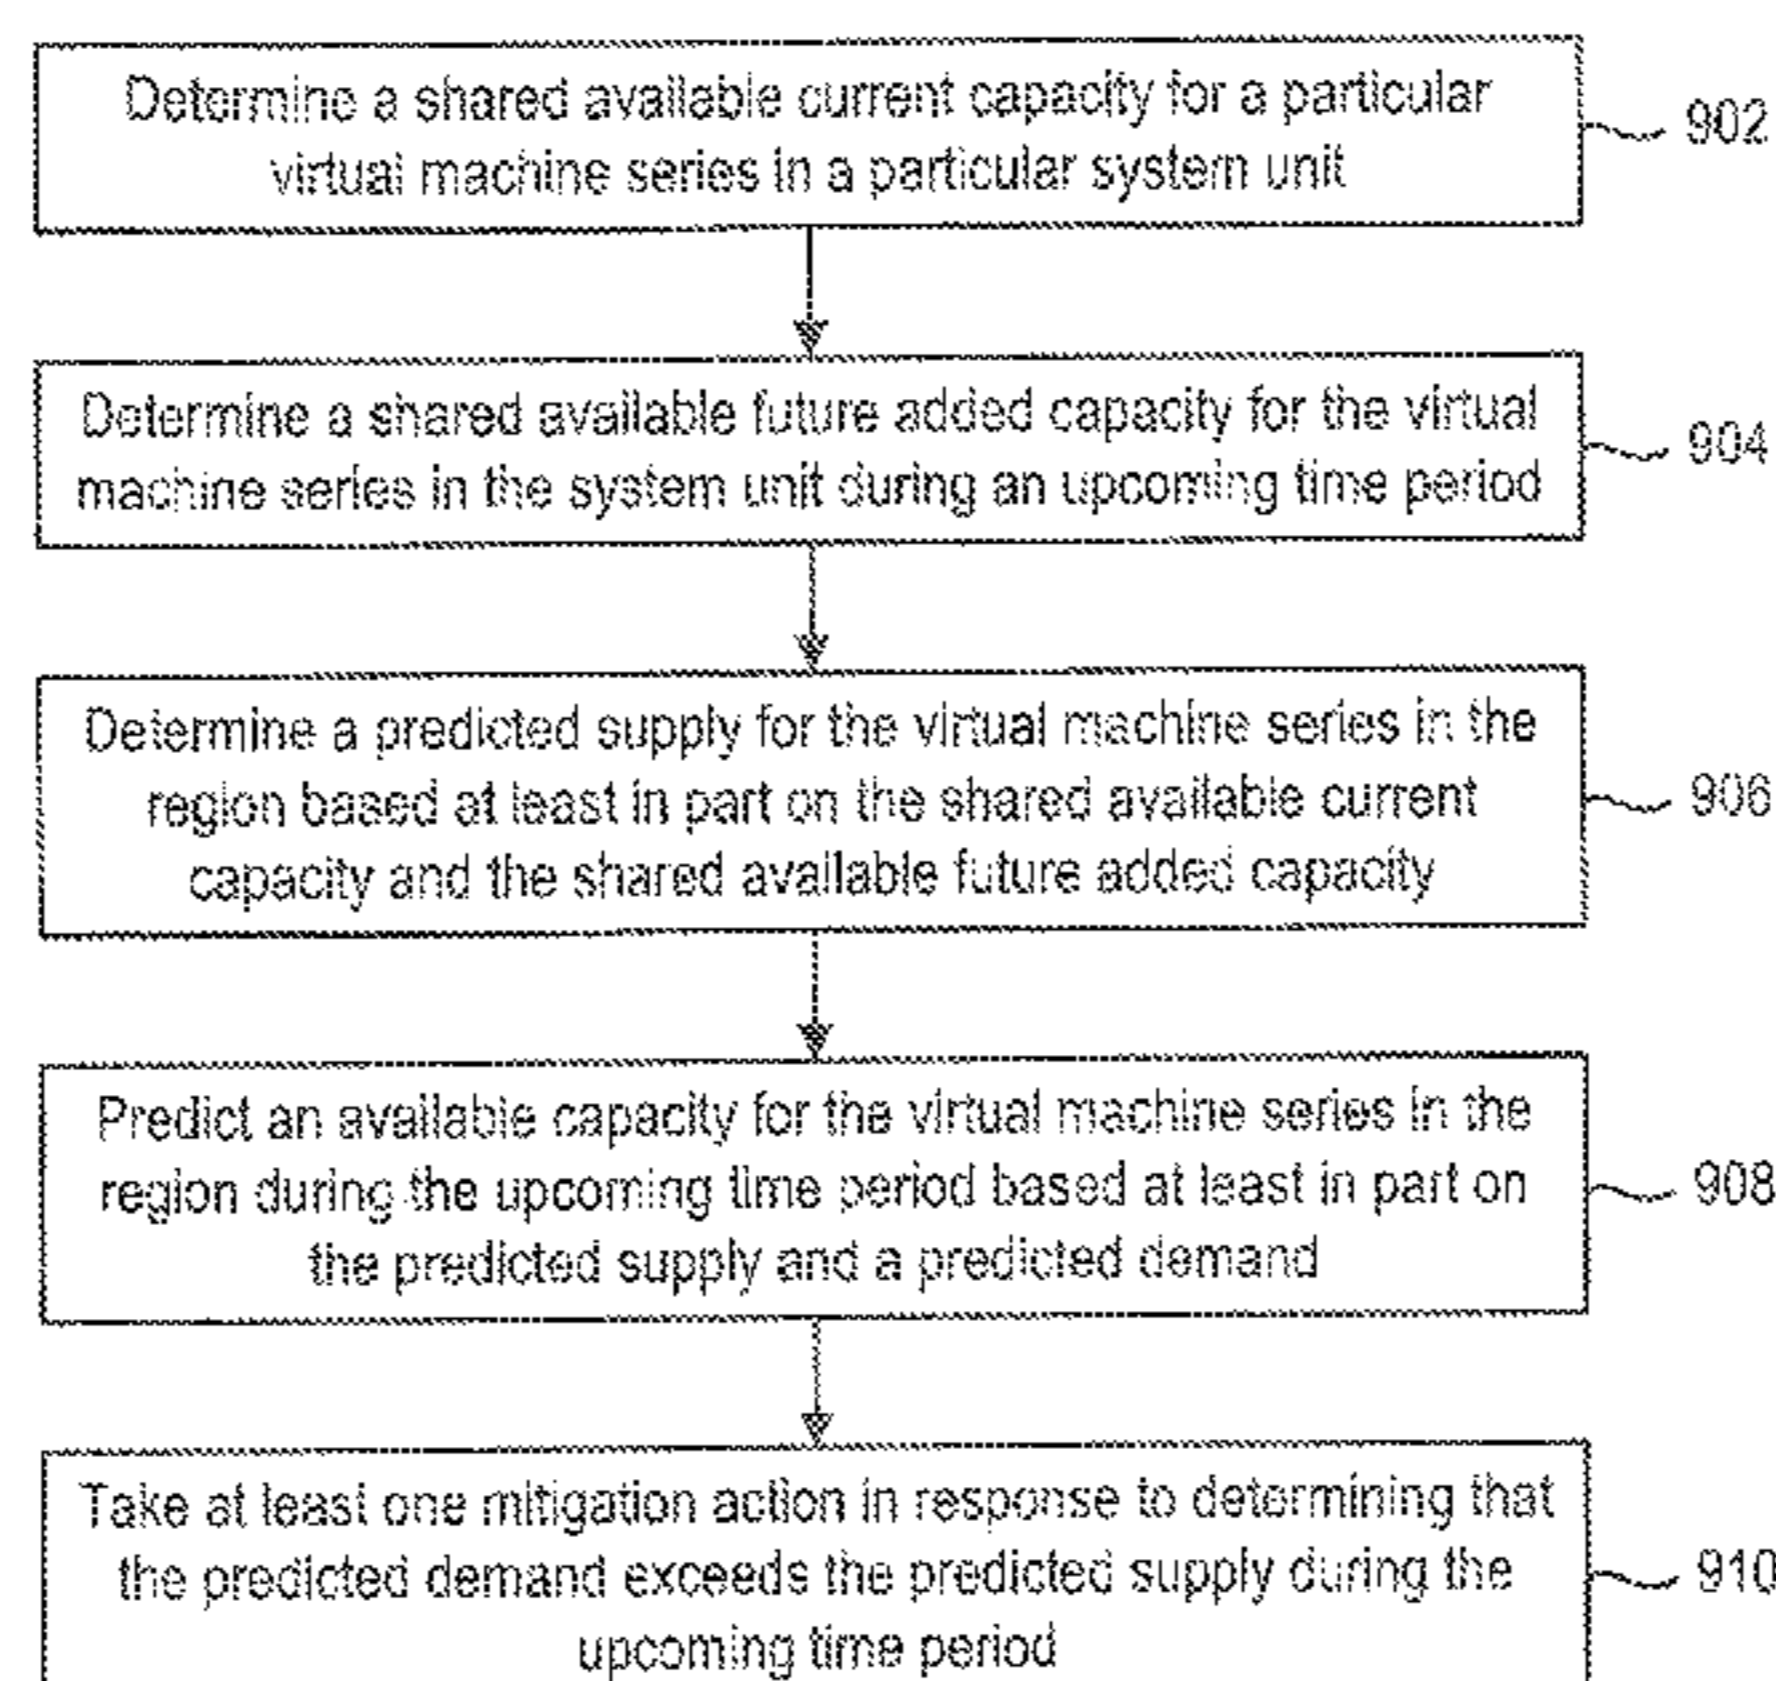 Determine a shared available current capacity for a particular
virtual machine series in a particular system unit
902
Determine a shared available future added capacity for the virtual
machine series in the system unit during an upcoming time period
904
Determine a predicted supply for the virtual machine series in the
region based at least in part on the shared available current
capacity and the shared available future added capacity
906
Predict an available capacity for the virtual machine series in the
region during the upcoming time period based at least in part on
the predicted supply and a predicted demand
908
Take at least one mitigation action in response to determining that
the predicted demand exceeds the predicted supply during the
upcoming time period
910